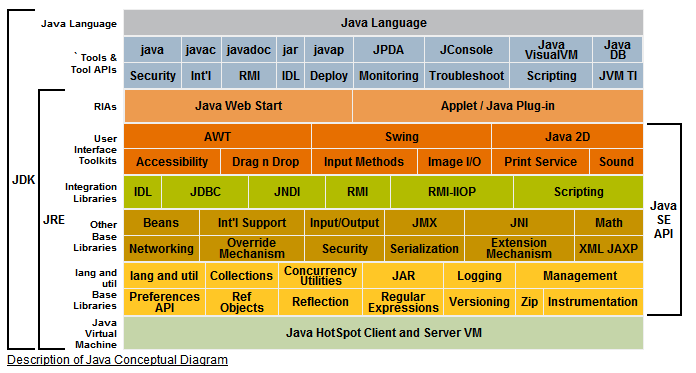 Java Language Java Language
` Tools & Tool APIs
java javac javadoc jar javap JPDA JConsole Java VisualVM Java DB
Security Int'l RMI IDL Deploy Monitoring Troubleshoot Scripting JVM TI
RIAs Java Web Start Applet / Java Plug-in
User Interface Toolkits
AWT Swing Java 2D
Accessibility Drag n Drop Input Methods Image I/O Print Service Sound
Integration Libraries
IDL JDBC JNDI RMI RMI-IIOP Scripting
Other Base Libraries
Beans Int'l Support Input/Output JMX JNI Math
Networking Override Mechanism Security Serialization Extension Mechanism XML JAXP
lang and util Base Libraries
lang and util Collections Concurrency Utilities JAR Logging Management
Preferences API Ref Objects Reflection Regular Expressions Versioning Zip Instrumentation
Java Virtual Machine
Java HotSpot Client and Server VM
JDK
JRE
Java SE API
Description of Java Conceptual Diagram